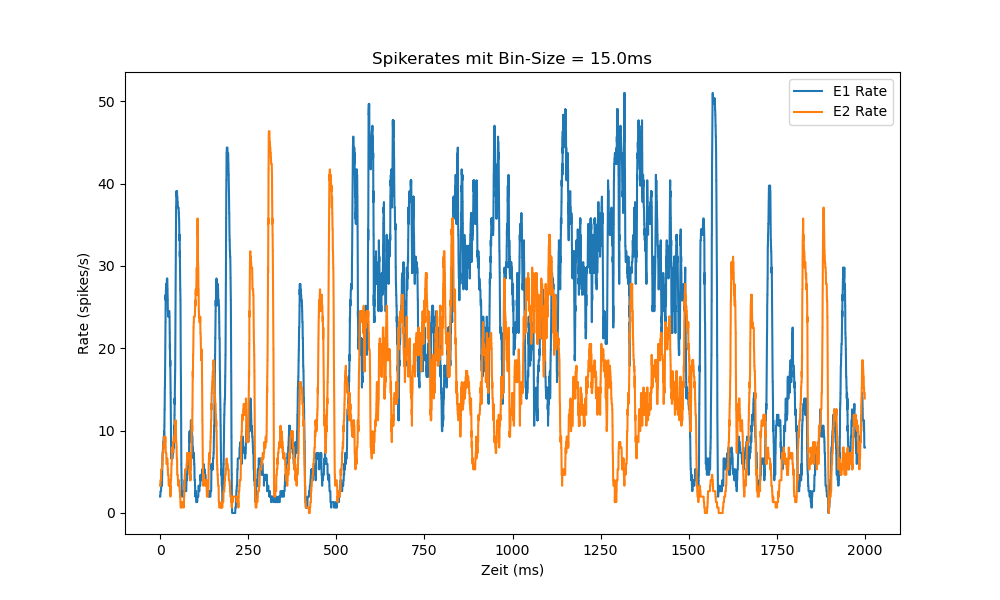 Spikerates mit Bin-Size = 15.0ms
E1 Rate
E2 Rate
Rate (spikes/s)
50
40
30
20
10
0
0 250 500 750 1000 1250 1500 1750 2000
Zeit (ms)